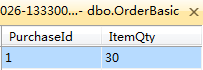 026-133300...- dbo.OrderBasic
PurchaseId ItemQty
1 30